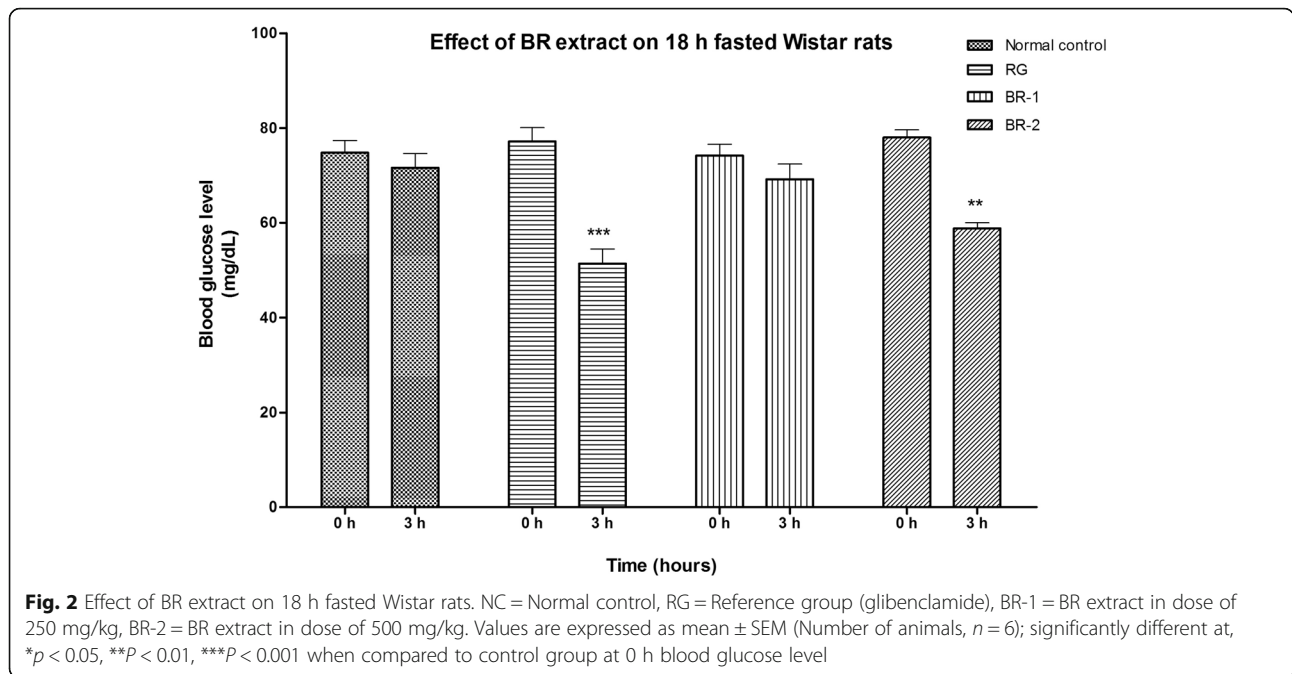 Effect of BR extract on 18 h fasted Wistar rats
Normal control
RG
BR-1
BR-2
Blood glucose level
(mg/dL)
100
80
60
40
20
0
***
**
0 h 3 h 0 h 3 h 0 h 3 h 0 h 3 h
Time (hours)
Fig. 2 Effect of BR extract on 18 h fasted Wistar rats. NC = Normal control, RG = Reference group (glibenclamide), BR-1 = BR extract in dose of
250 mg/kg, BR-2 = BR extract in dose of 500 mg/kg. Values are expressed as mean ± SEM (Number of animals, n = 6); significantly different at,
*p < 0.05, **P < 0.01, ***P < 0.001 when compared to control group at 0 h blood glucose level